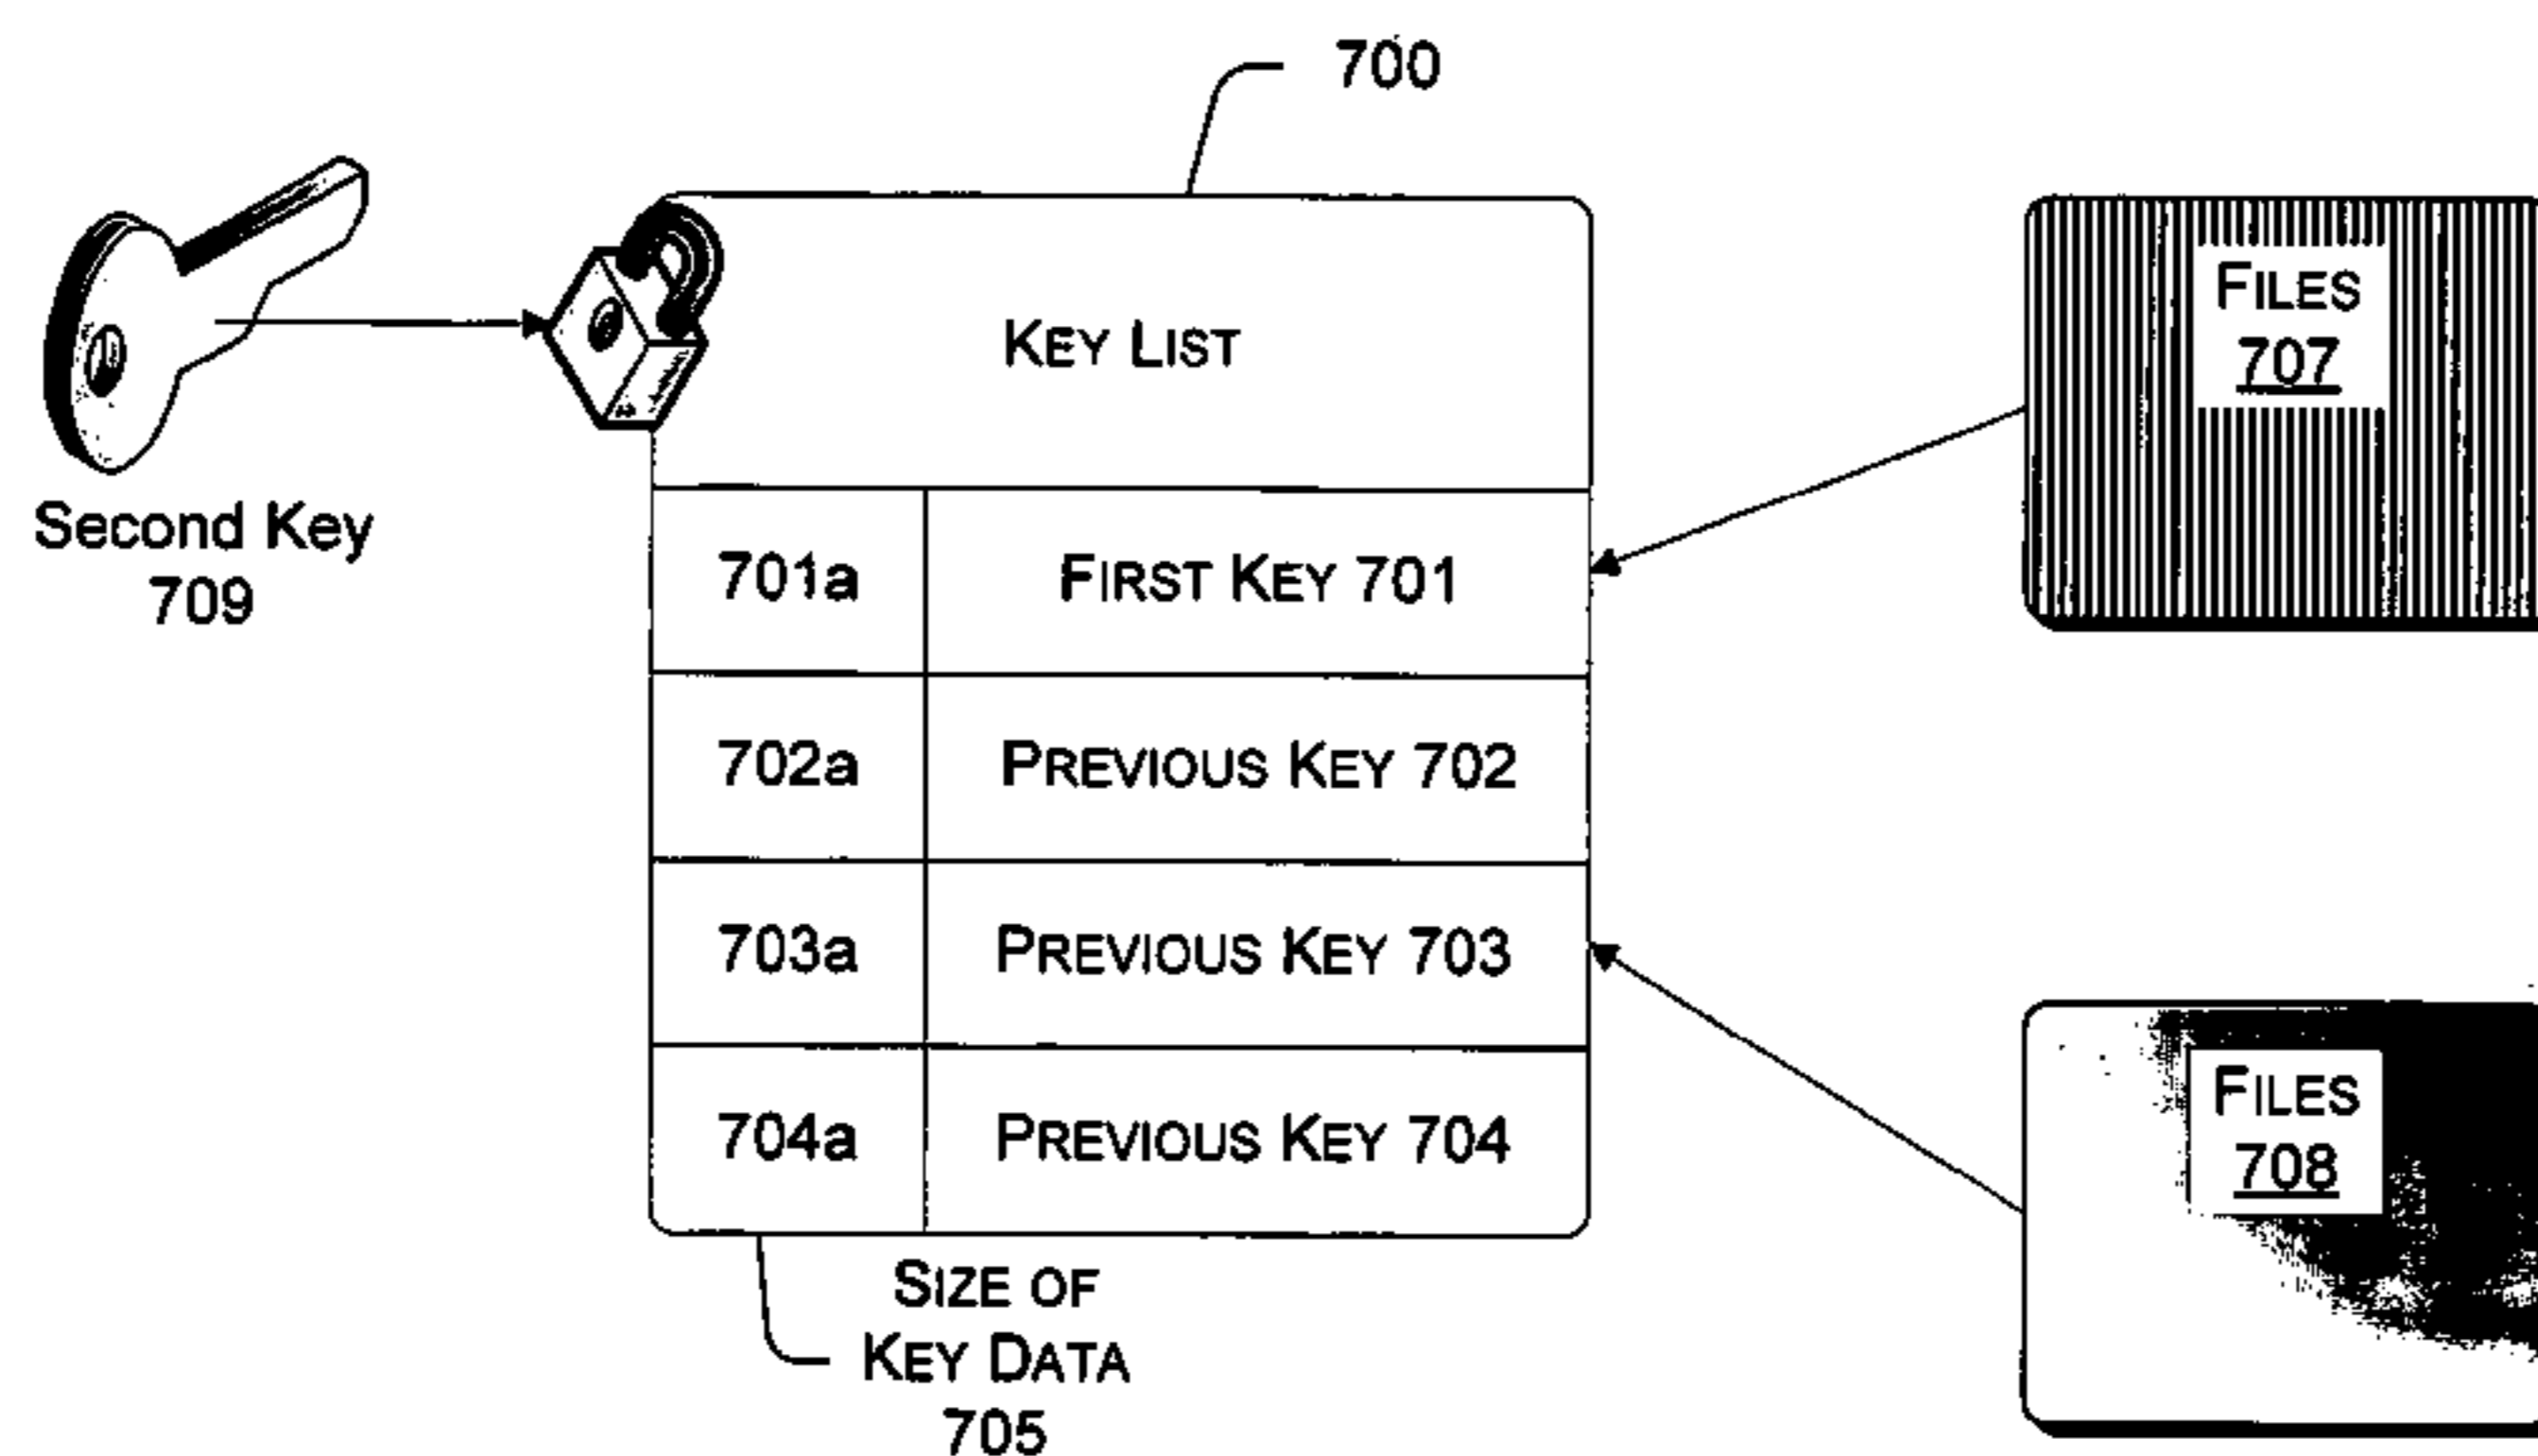 700
KEY LIST
FILES
707
Second Key
709
701a FIRST KEY 701
702a PREVIOUS KEY 702
703a PREVIOUS KEY 703
704a PREVIOUS KEY 704
FILES
708
SIZE OF
KEY DATA
705